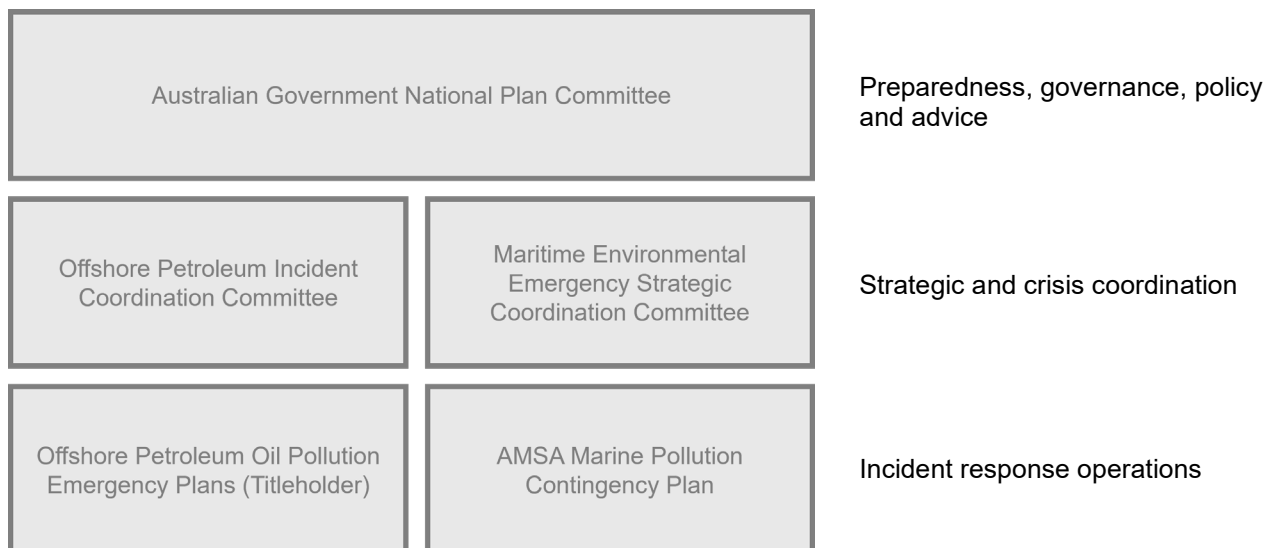 Australian Government National Plan Committee
Preparedness, governance, policy
and advice
Offshore Petroleum Incident
Coordination Committee
Maritime Environmental
Emergency Strategic
Coordination Committee
Strategic and crisis coordination
Offshore Petroleum Oil Pollution
Emergency Plans (Titleholder)
AMSA Marine Pollution
Contingency Plan
Incident response operations